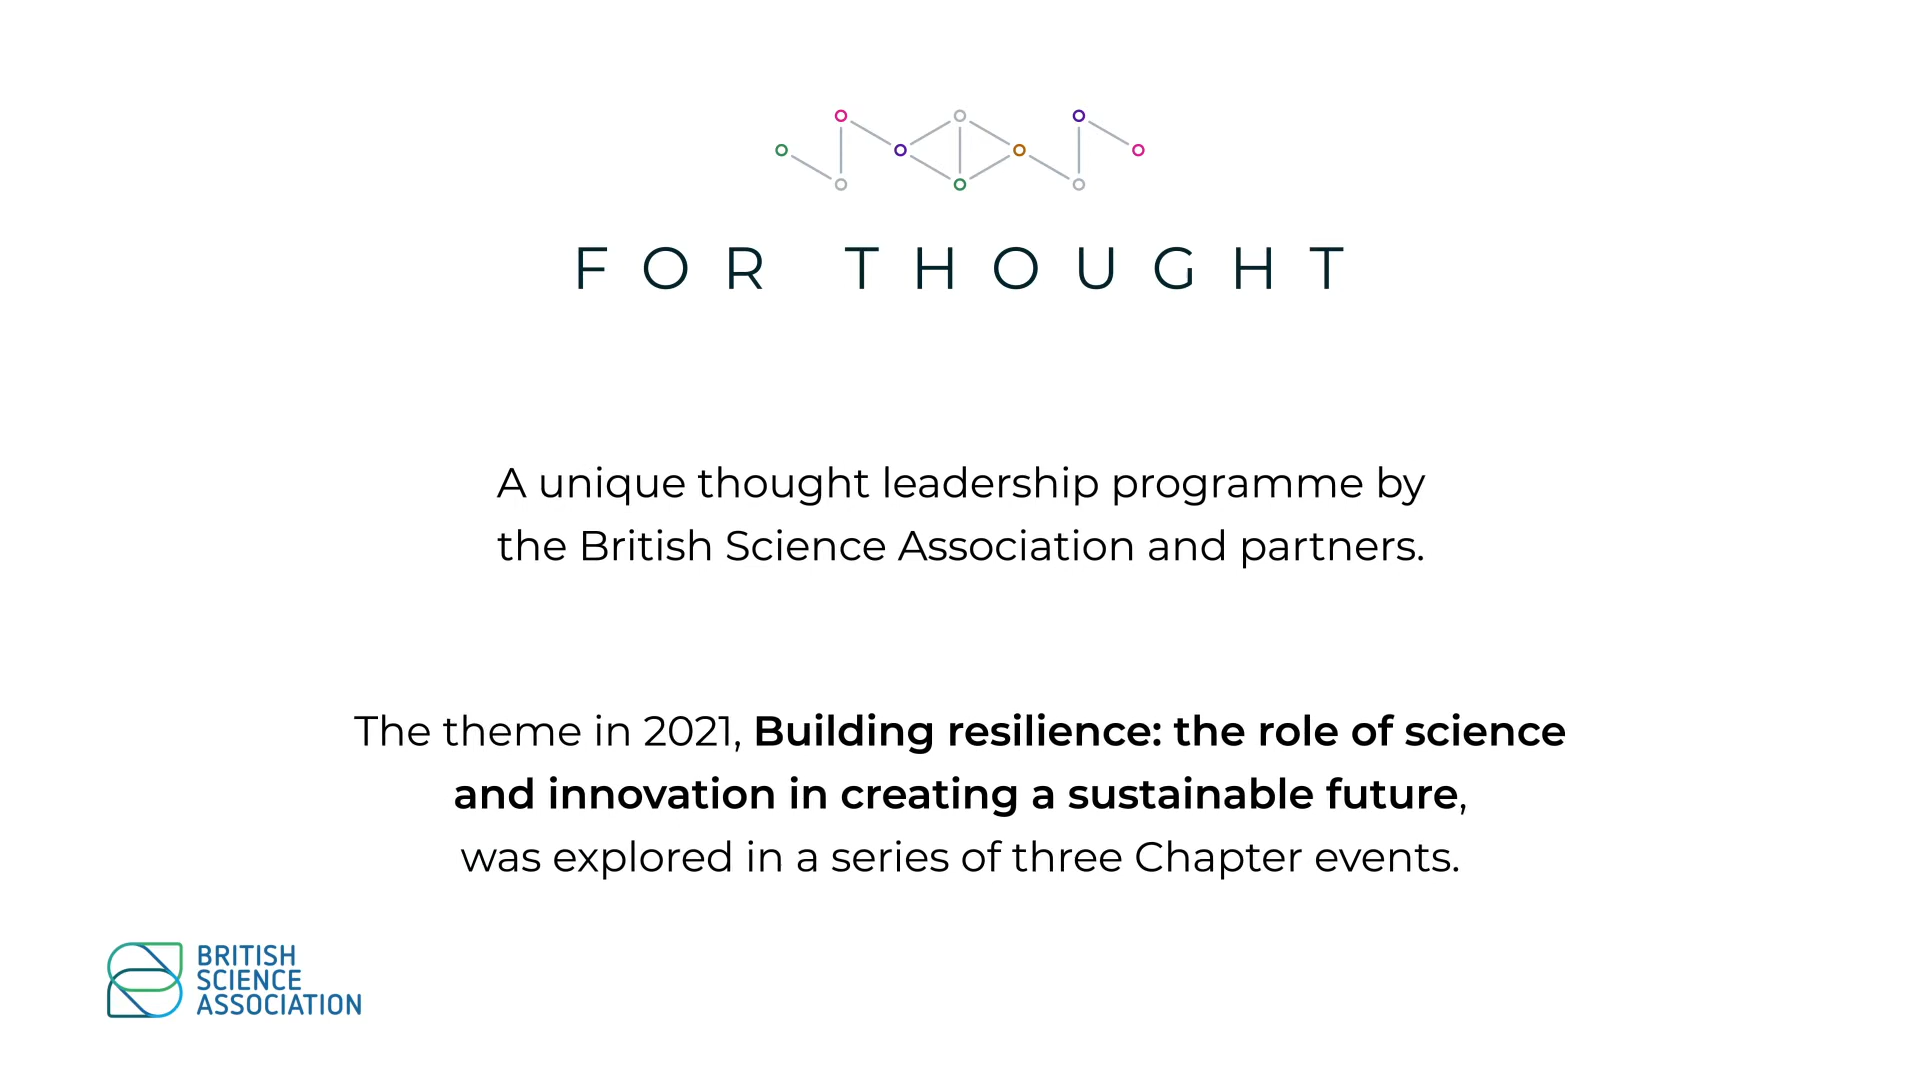 FOR THOUGHT
A unique thought leadership programme by
the British Science Association and partners.
The theme in 2021, Building resilience: the role of science
and innovation in creating a sustainable future,
was explored in a series of three Chapter events.
BRITISH
SCIENCE
ASSOCIATION